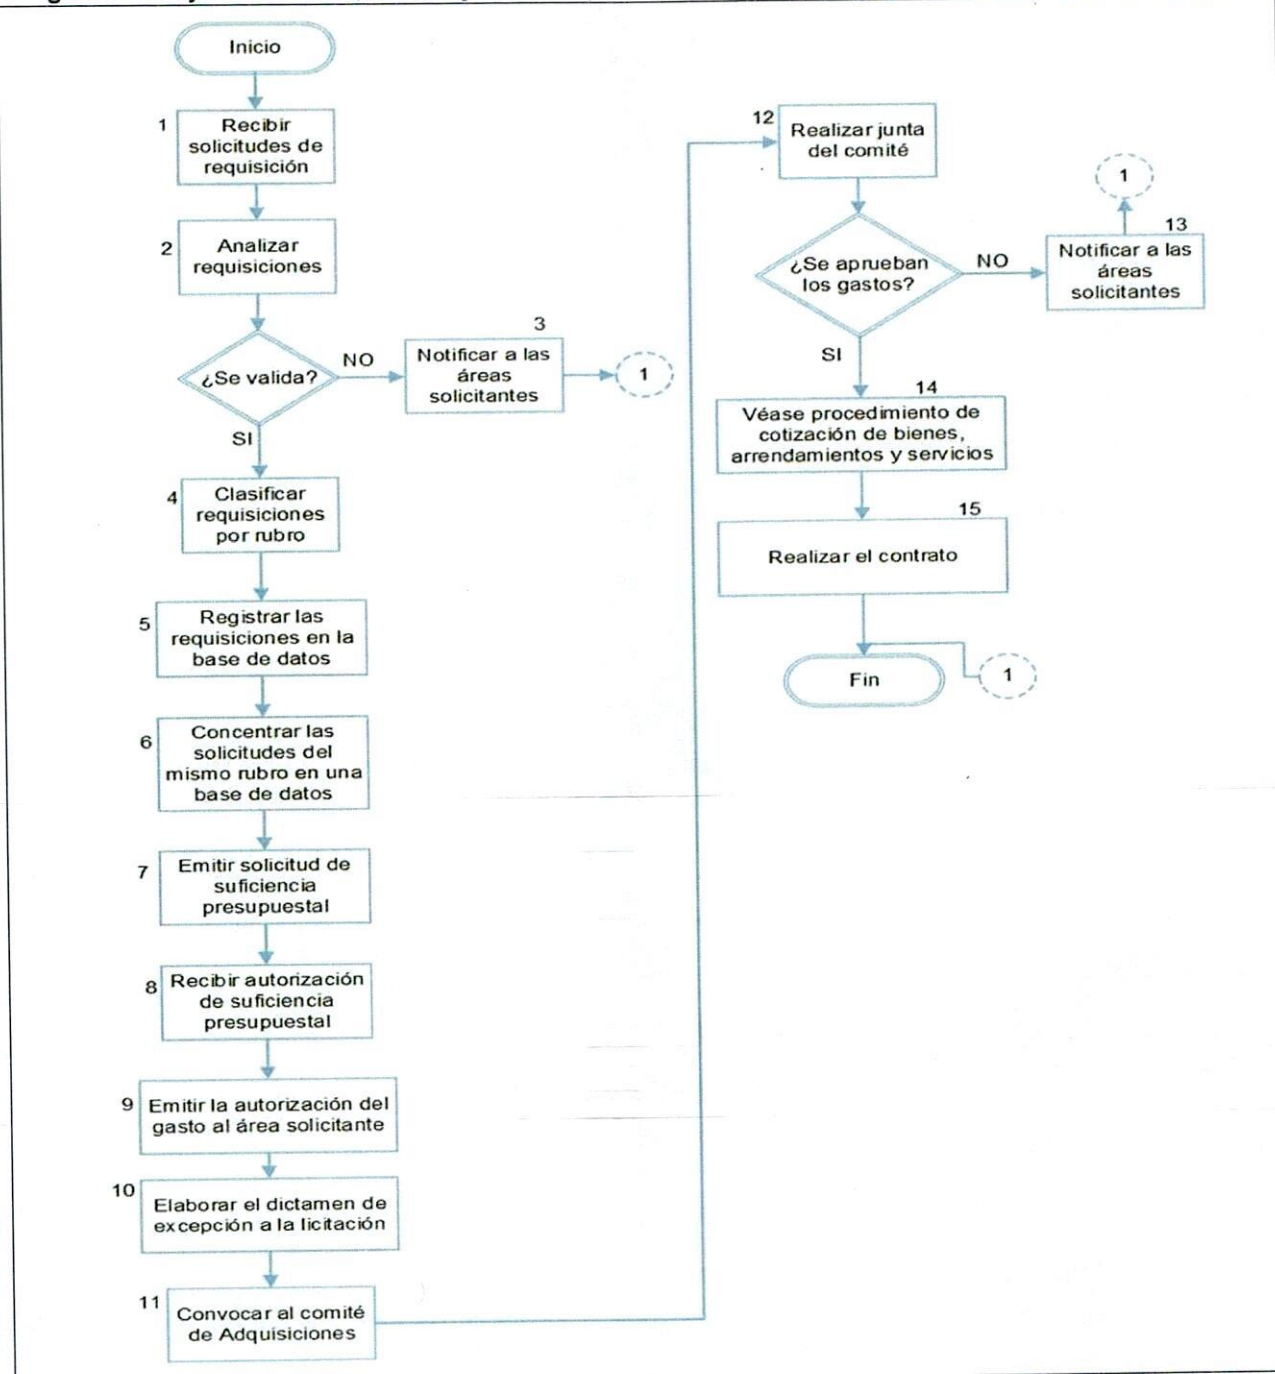 Inicio
1
Recibir
solicitudes de
requisición
2
Analizar
requisiciones
¿Se valida?
NO
3
Notificar a las
áreas
solicitantes
1
SI
4
Clasificar
requisiciones
por rubro
5
Registrar las
requisiciones en la
base de datos
6
Concentrar las
solicitudes del
mismo rubro en una
base de datos
7
Emitir solicitud de
suficiencia
presupuestal
8
Recibir autorización
de suficiencia
presupuestal
9
Emitir la autorización del
gasto al área solicitante
10
Elaborar el dictamen de
excepción a la licitación
11
Convocar al comité
de Adquisiciones
12
Realizar junta
del comité
¿Se aprueban
los gastos?
NO
13
Notificar a las
áreas
solicitantes
1
SI
14
Véase procedimiento de
cotización de bienes,
arrendamientos y servicios
15
Realizar el contrato
Fin
1